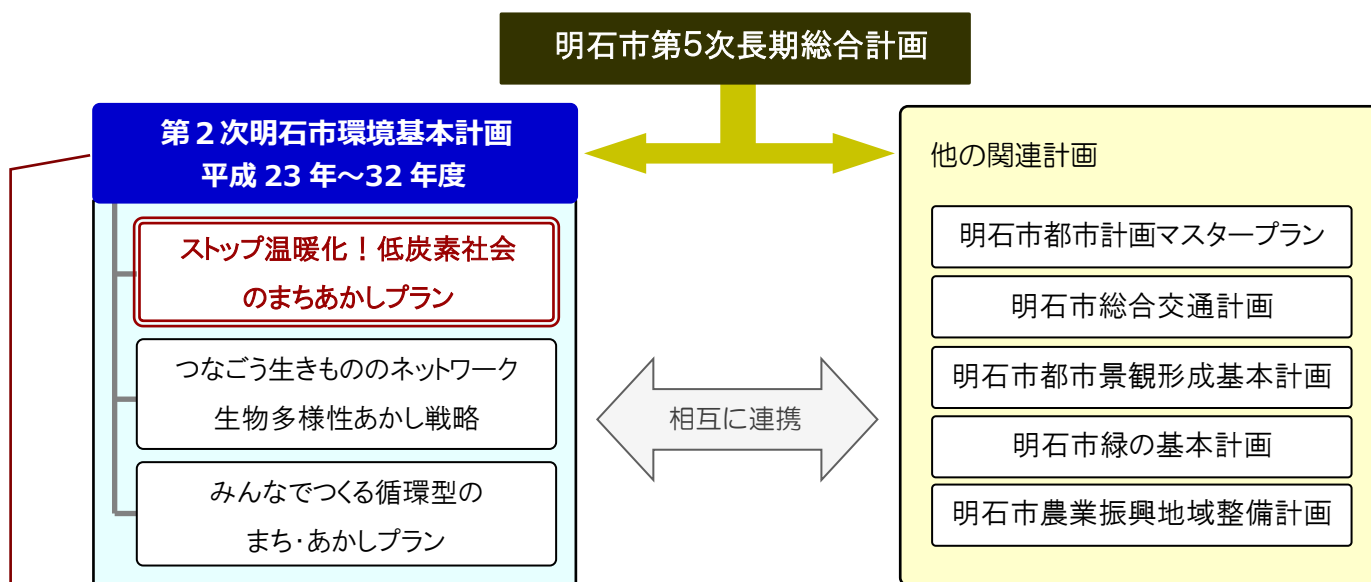 明石市第5次長期総合計画
第2次明石市環境基本計画
平成 23 年～32 年度
ストップ温暖化！低炭素社会
のまちあかしプラン
つなごう生きもののネットワーク
生物多様性あかし戦略
みんなでつくる循環型の
まち・あかしプラン
相互に連携
他の関連計画
明石市都市計画マスタープラン
明石市総合交通計画
明石市都市景観形成基本計画
明石市緑の基本計画
明石市農業振興地域整備計画